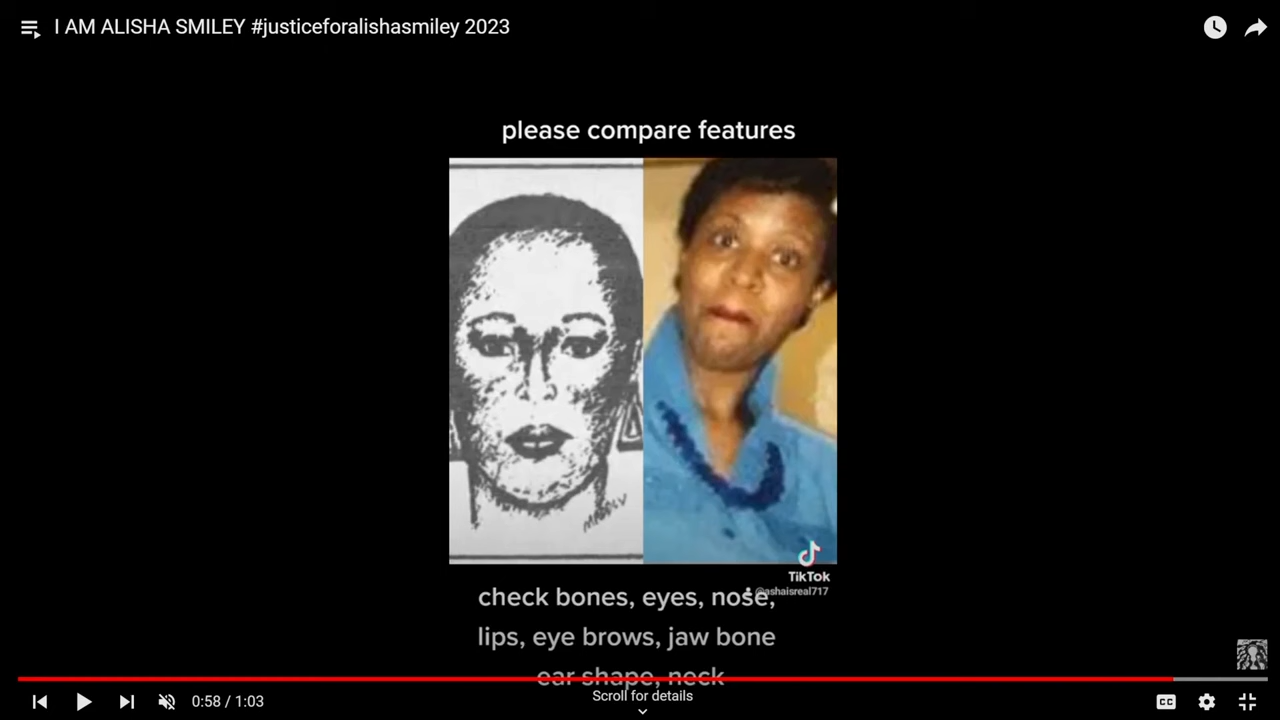 I AM ALISHA SMILEY #justiceforalishasmiley 2023
please compare features
TikTok
@ashaisreal717
check bones, eyes, nose,
lips, eye brows, jaw bone
ear shape, neck
Scroll for details
0:58 / 1:03
CC